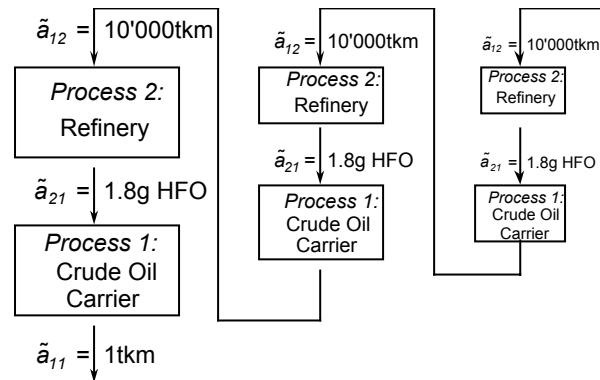 ã12 = 10'000tkm
Process 2:
Refinery
ã21 = 1.8g HFO
Process 1:
Crude Oil
Carrier
ã11 = 1tkm
ã12 = 10'000tkm
Process 2:
Refinery
ã21 = 1.8g HFO
Process 1:
Crude Oil
Carrier
ã12 = 10'000tkm
Process 2:
Refinery
ã21 = 1.8g HFO
Process 1:
Crude Oil
Carrier